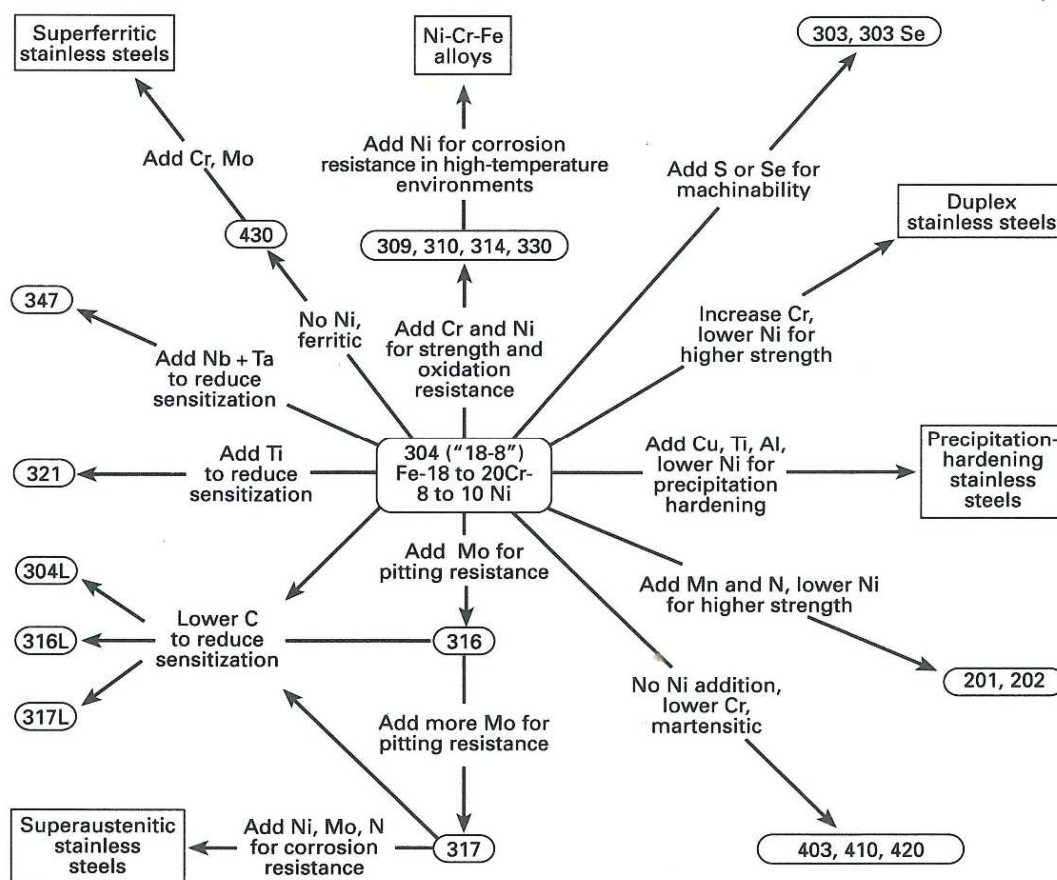 Superferritic
stainless steels
Ni-Cr-Fe
alloys
303, 303 Se
Add Cr, Mo
Add Ni for corrosion
resistance in high-temperature
environments
Add S or Se for
machinability
Duplex
stainless steels
430
309, 310, 314, 330
347
No Ni,
ferritic
Add Cr and Ni
for strength and
oxidation
resistance
Increase Cr,
lower Ni for
higher strength
Add Nb + Ta
to reduce
sensitization
321
Add Ti
to reduce
sensitization
304 ("18-8")
Fe-18 to 20Cr-
8 to 10 Ni
Add Cu, Ti, Al,
lower Ni for
precipitation
hardening
Precipitation-
hardening
stainless
steels
304L
316L
317L
Lower C
to reduce
sensitization
Add Mo for
pitting resistance
316
Add Mn and N, lower Ni
for higher strength
201, 202
No Ni addition,
lower Cr,
martensitic
Add more Mo for
pitting resistance
Superaustenitic
stainless
steels
Add Ni, Mo, N
for corrosion
resistance
317
403, 410, 420